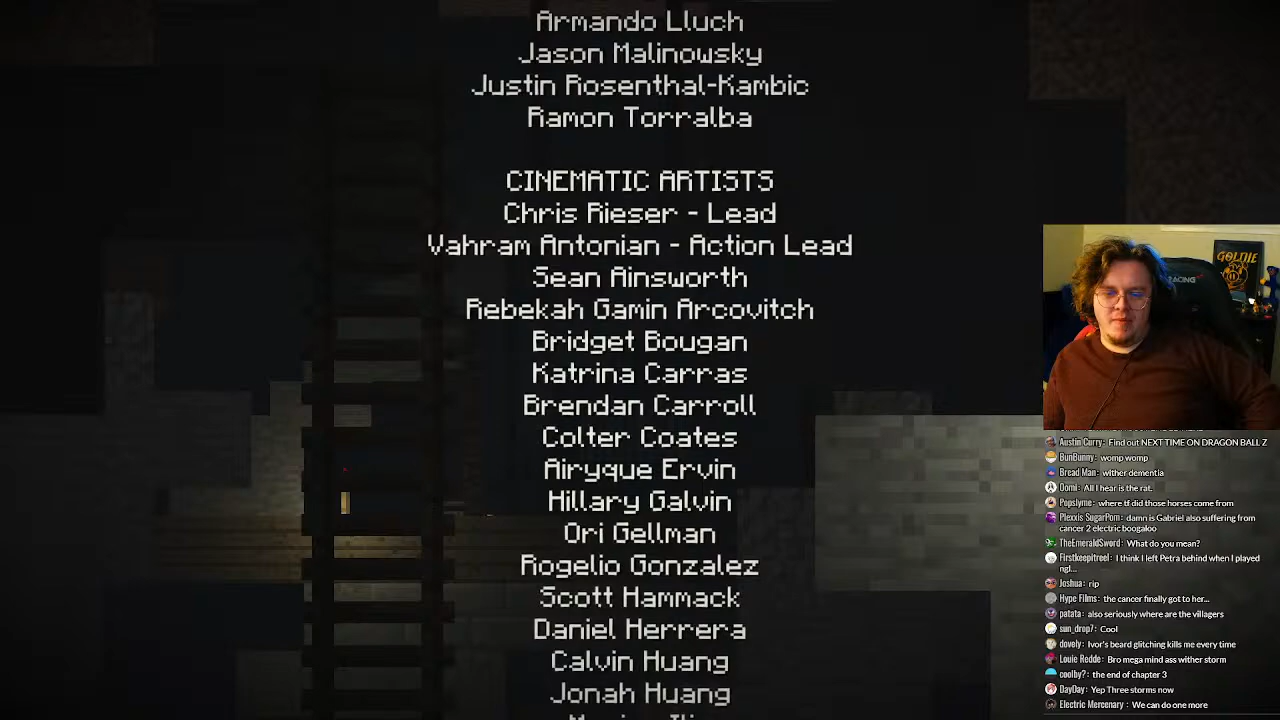 Armando Lluch
Jason Malinowsky
Justin Rosenthal-Kambic
Ramon Torralba
CINEMATIC ARTISTS
Chris Rieser - Lead
Vahram Antonian - Action Lead
Sean Ainsworth
Rebekah Gamin Arcovitch
Bridget Bougan
Katrina Carras
Brendan Carroll
Colter Coates
Airyque Ervin
Hillary Galvin
Ori Gellman
Rogelio Gonzalez
Scott Hammack
Daniel Herrera
Calvin Huang
Jonah Huang
GOLDIE
RACING
Austin Curry: Find out NEXT TIME ON DRAGON BALL Z
BunBunny: womp womp
Bread Man: wither dementia
Domi: All I hear is the rat.
Popslyme: where tf did those horses come from
Plexxis SugarPom: damn is Gabriel also suffering from
cancer 2 electric boogaloo
TheEmeraldSword: What do you mean?
Firstkeepitreel: I think I left Petra behind when I played
ngl...
Joshua: rip
Hype Films: the cancer finally got to her...
patata: also seriously where are the villagers
sun_drop7: Cool
dovely: Ivor's beard glitching kills me every time
Louie Redde: Bro mega mind ass wither storm
coolby7: the end of chapter 3
DayDay: Yep Three storms now
Electric Mercenary: We can do one more